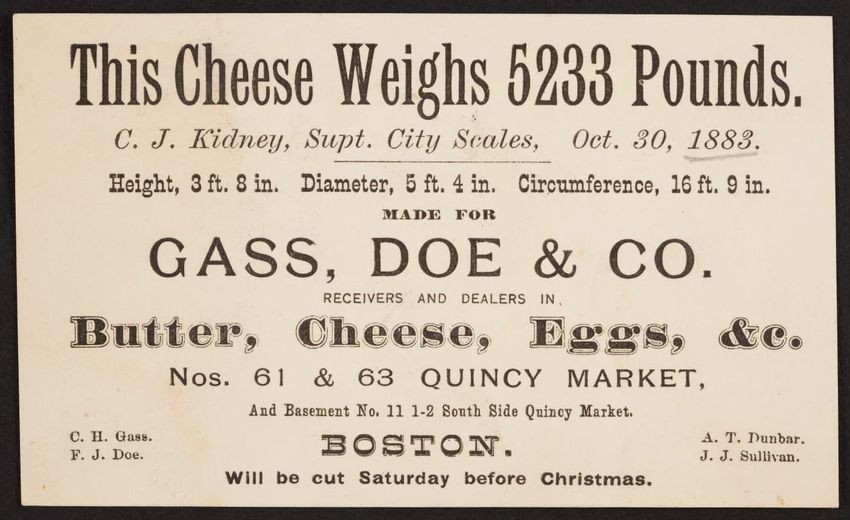 This Cheese Weighs 5233 Pounds.
C. J. Kidney, Supt. City Scales, Oct. 30, 1883.
Height, 3 ft. 8 in. Diameter, 5 ft. 4 in. Circumference, 16 ft. 9 in.
MADE FOR
GASS, DOE & CO.
RECEIVERS AND DEALERS IN,
Butter, Cheese, Eggs, &c.
Nos. 61 & 63 QUINCY MARKET,
And Basement No. 11 1-2 South Side Quincy Market.
C. H. Gass.
F. J. Doe.
BOSTON.
A. T. Dunbar.
J. J. Sullivan.
Will be cut Saturday before Christmas.